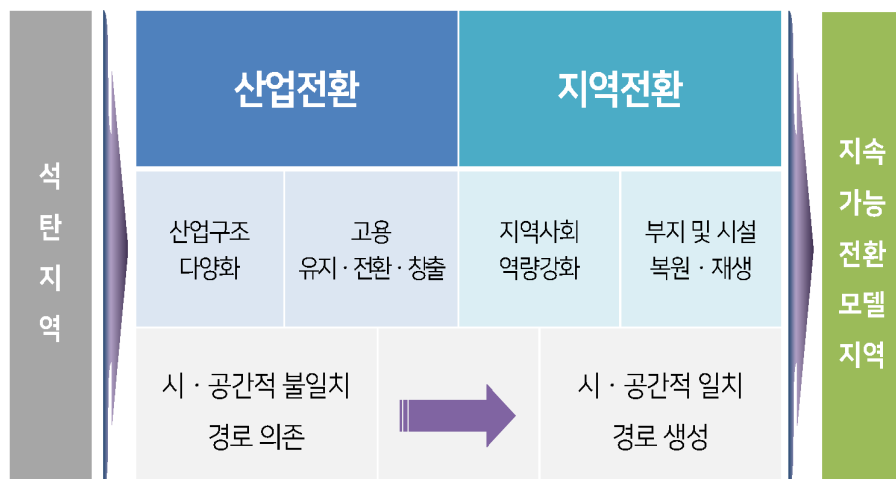 석
탄
지
역
산업전환
지역전환
산업구조
다양화
고용
유지 · 전환 · 창출
지역사회
역량강화
부지 및 시설
복원 · 재생
시 · 공간적 불일치
경로 의존
시 · 공간적 일치
경로 생성
지속
가능
전환
모델
지역